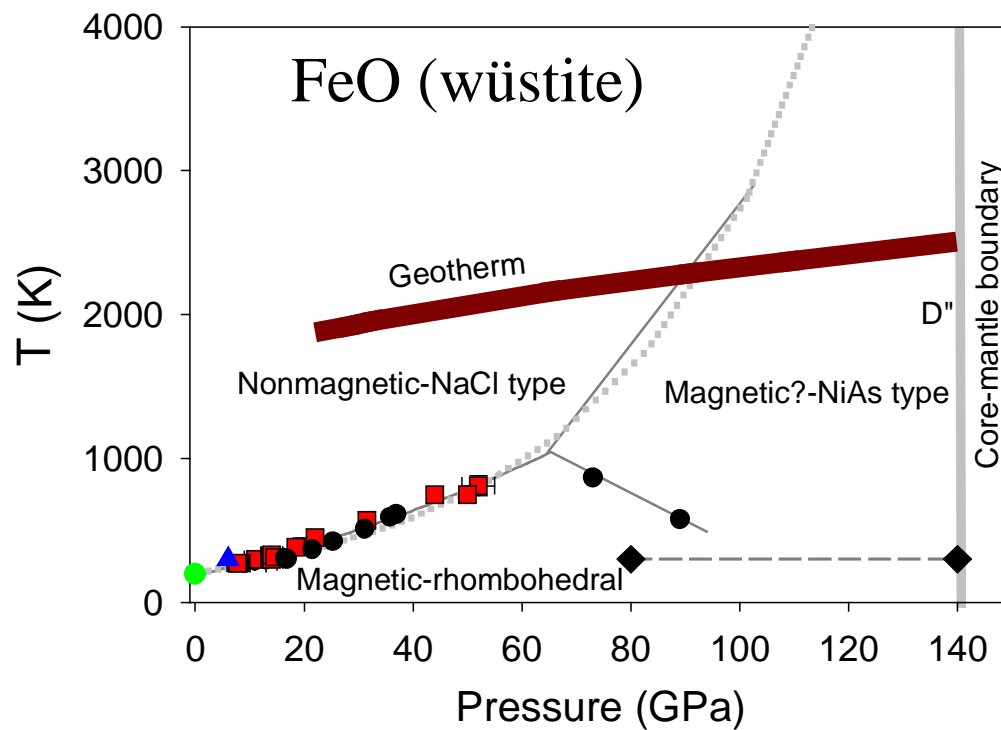 FeO (wüstite)
4000
3000
2000
1000
0
T (K)
Geotherm
Nonmagnetic-NaCl type
Magnetic?-NiAs type
Magnetic-rhombohedral
D"
Core-mantle boundary
0 20 40 60 80 100 120 140
Pressure (GPa)